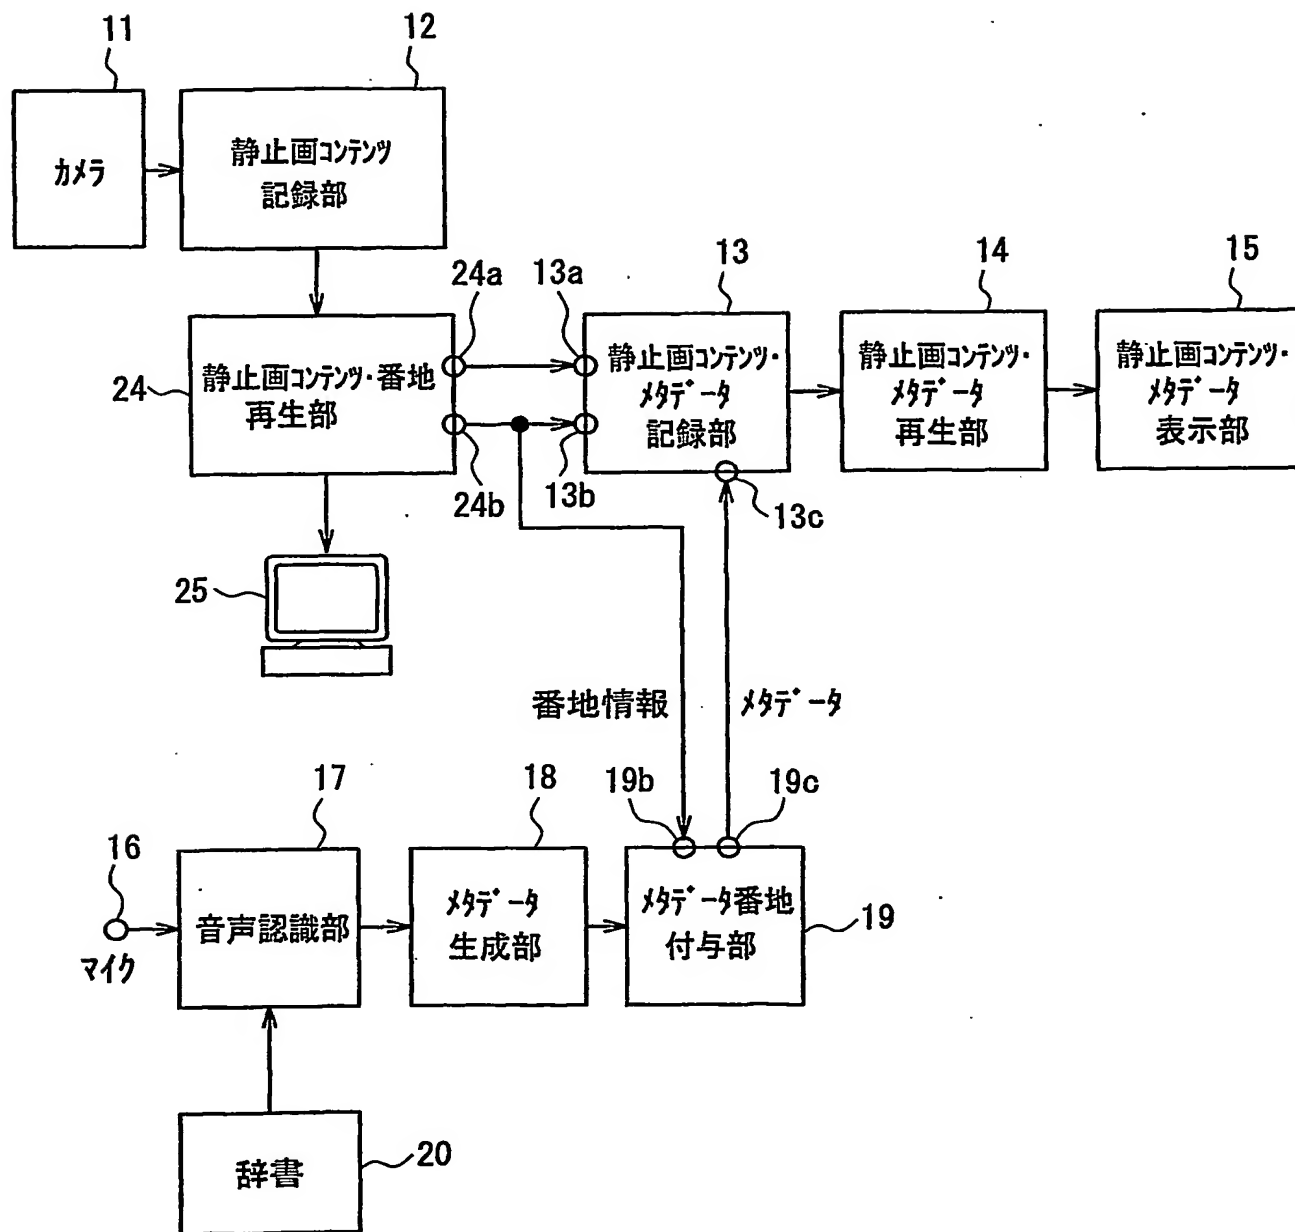 11
12
カメラ
静止画コンテンツ
記録部
24a
13a
13
14
15
24
静止画コンテンツ・番地
再生部
静止画コンテンツ・
メタデータ
記録部
静止画コンテンツ・
メタデータ
再生部
静止画コンテンツ・
メタデータ
表示部
24b
13b
13c
25
番地情報
メタデータ
19b
19c
16
17
18
マイク
音声認識部
メタデータ
生成部
メタデータ番地
付与部
19
辞書
20